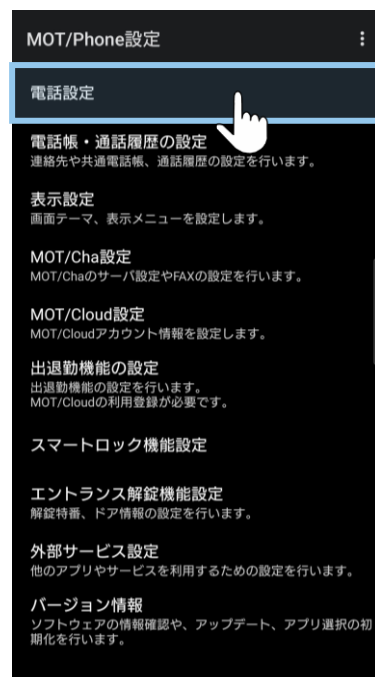 MOT/Phone設定
電話設定
電話帳・通話履歴の設定
連絡先や共通電話帳、通話履歴の設定を行います。
表示設定
画面テーマ、表示メニューを設定します。
MOT/Cha設定
MOT/Chaのサーバ設定やFAXの設定を行います。
MOT/Cloud設定
MOT/Cloudアカウント情報を設定します。
出退勤機能の設定
出退勤機能の設定を行います。
MOT/Cloudの利用登録が必要です。
スマートロック機能設定
エントランス解錠機能設定
解錠特番、ドア情報の設定を行います。
外部サービス設定
他のアプリやサービスを利用するための設定を行います。
バージョン情報
ソフトウェアの情報確認や、アップデート、アプリ選択の初
期化を行います。